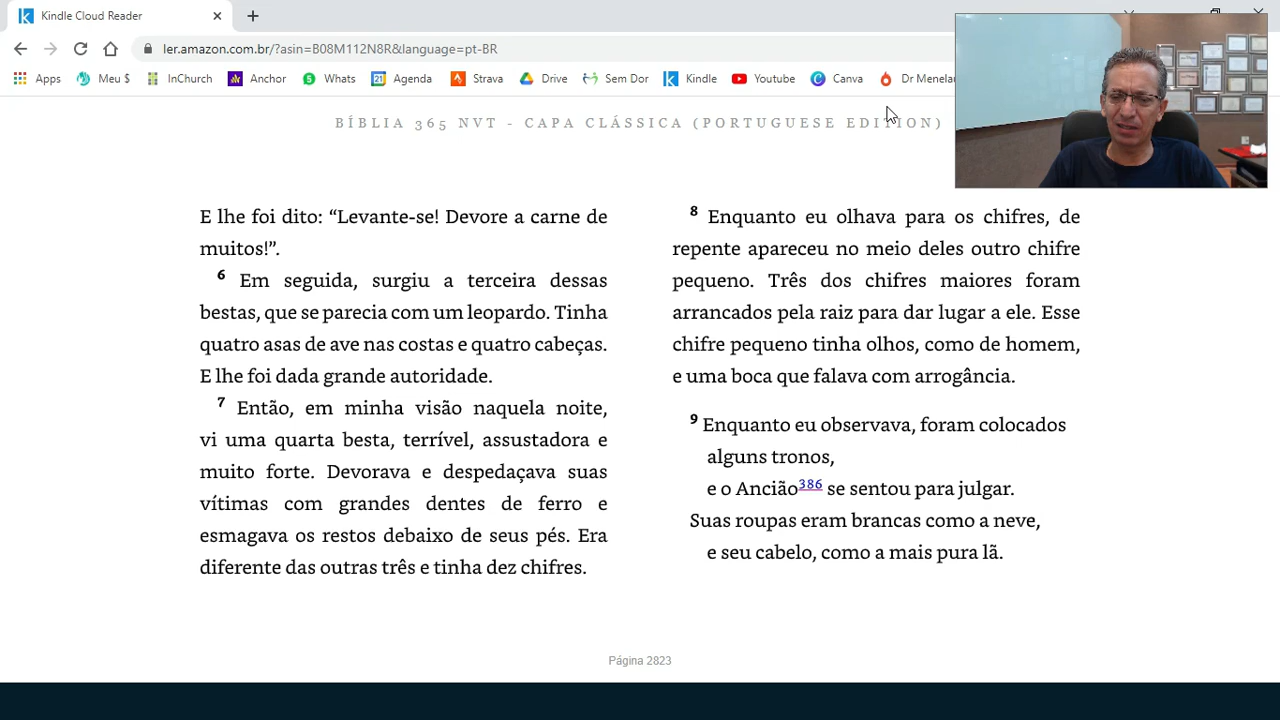 Kindle Cloud Reader
ler.amazon.com.br/?asin=B08M112N8R&language=pt-BR
Apps Meu $ InChurch Anchor Whats Agenda Strava Drive Sem Dor Kindle Youtube Canva Dr Menela
BÍBLIA 365 NVT - CAPA CLÁSSICA (PORTUGUESE EDITION)
E lhe foi dito: “Levante-se! Devore a carne de
muitos!”.
6 Em seguida, surgiu a terceira dessas
bestas, que se parecia com um leopardo. Tinha
quatro asas de ave nas costas e quatro cabeças.
E lhe foi dada grande autoridade.
7 Então, em minha visão naquela noite,
vi uma quarta besta, terrível, assustadora e
muito forte. Devorava e despedaçava suas
vítimas com grandes dentes de ferro e
esmagava os restos debaixo de seus pés. Era
diferente das outras três e tinha dez chifres.
8 Enquanto eu olhava para os chifres, de
repente apareceu no meio deles outro chifre
pequeno. Três dos chifres maiores foram
arrancados pela raiz para dar lugar a ele. Esse
chifre pequeno tinha olhos, como de homem,
e uma boca que falava com arrogância.
9 Enquanto eu observava, foram colocados
alguns tronos,
e o Ancião386 se sentou para julgar.
Suas roupas eram brancas como a neve,
e seu cabelo, como a mais pura lã.
Página 2823